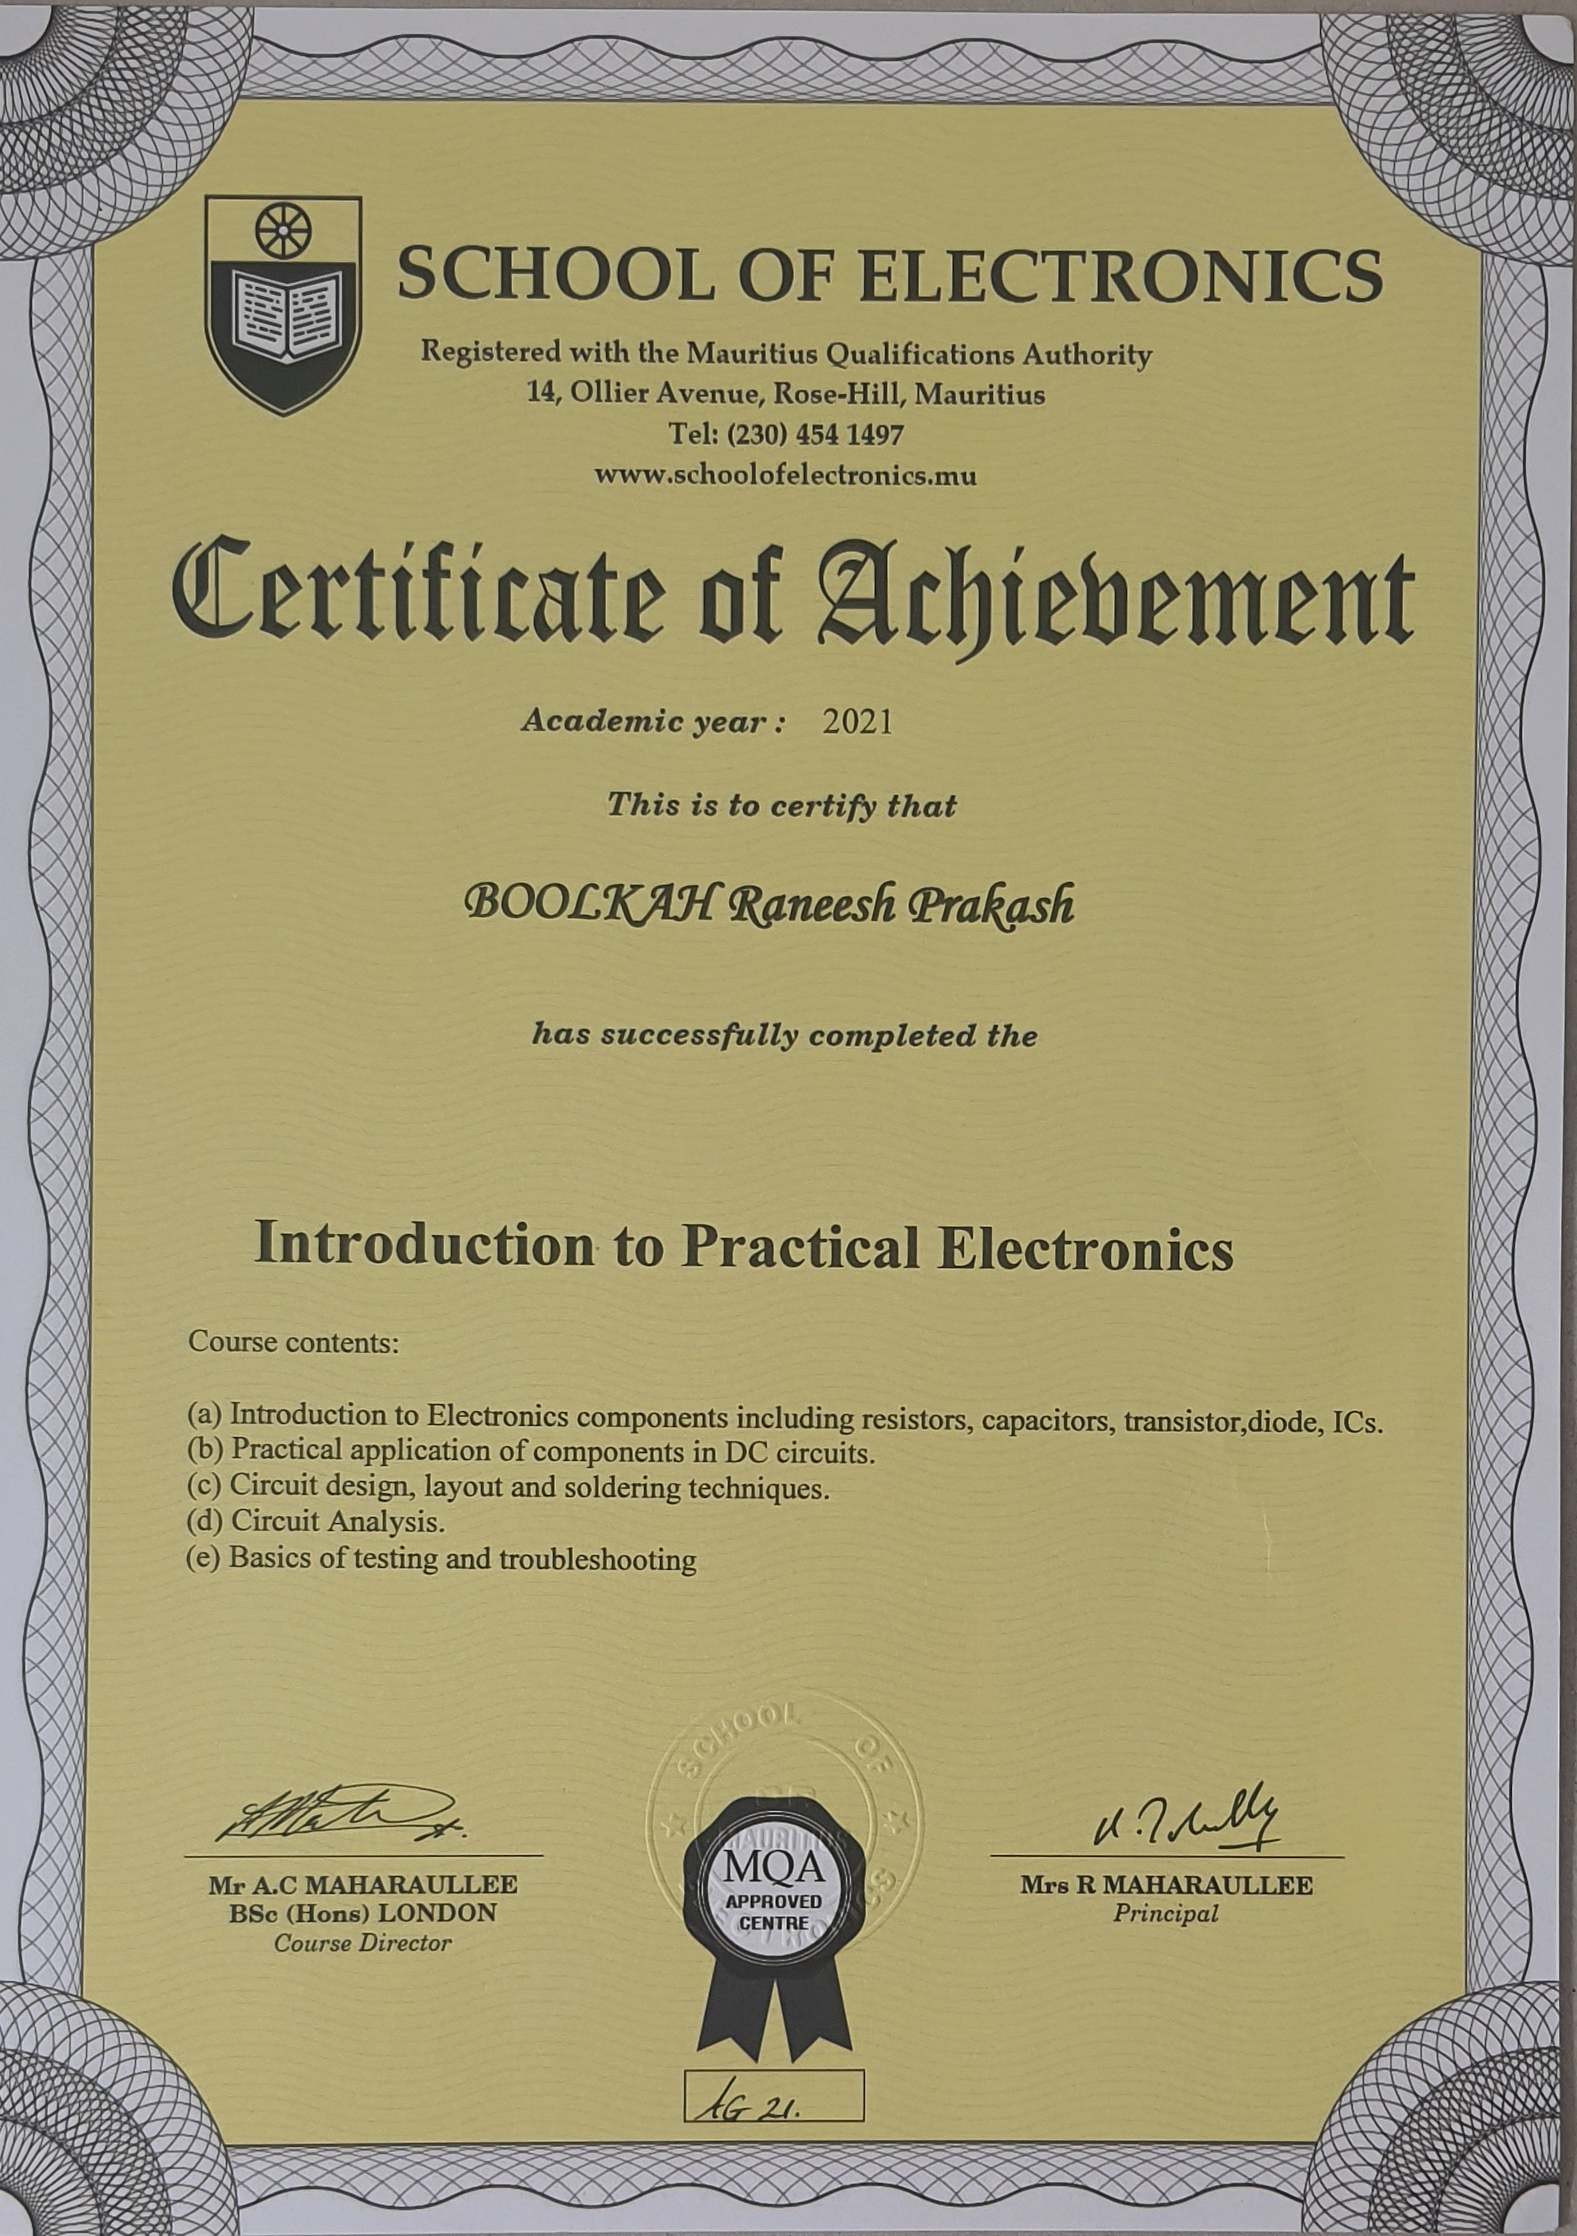 SCHOOL OF ELECTRONICS
Registered with the Mauritius Qualifications Authority
14, Ollier Avenue, Rose-Hill, Mauritius
Tel: (230) 454 1497
www.schoolofelectronics.mu
Certificate of Achievement
Academic year : 2021
This is to certify that
BOOLKAH Raneesh Prakash
has successfully completed the
Introduction to Practical Electronics
Course contents:
(a) Introduction to Electronics components including resistors, capacitors, transistor,diode, ICs.
(b) Practical application of components in DC circuits.
(c) Circuit design, layout and soldering techniques.
(d) Circuit Analysis.
(e) Basics of testing and troubleshooting
Mr A.C MAHARAULLEE
BSc (Hons) LONDON
Course Director
SCHOOL OF
MAURITIUS
MQA
APPROVED
CENTRE
Mrs R MAHARAULLEE
Principal
AG 21.